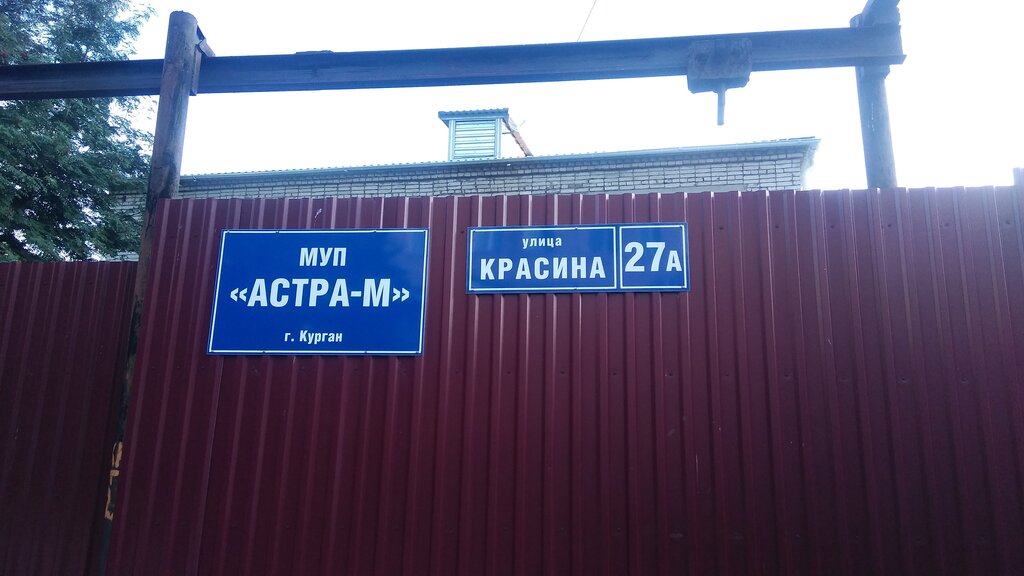 МУП
«АСТРА-М»
г. Курган
улица
КРАСИНА
27А